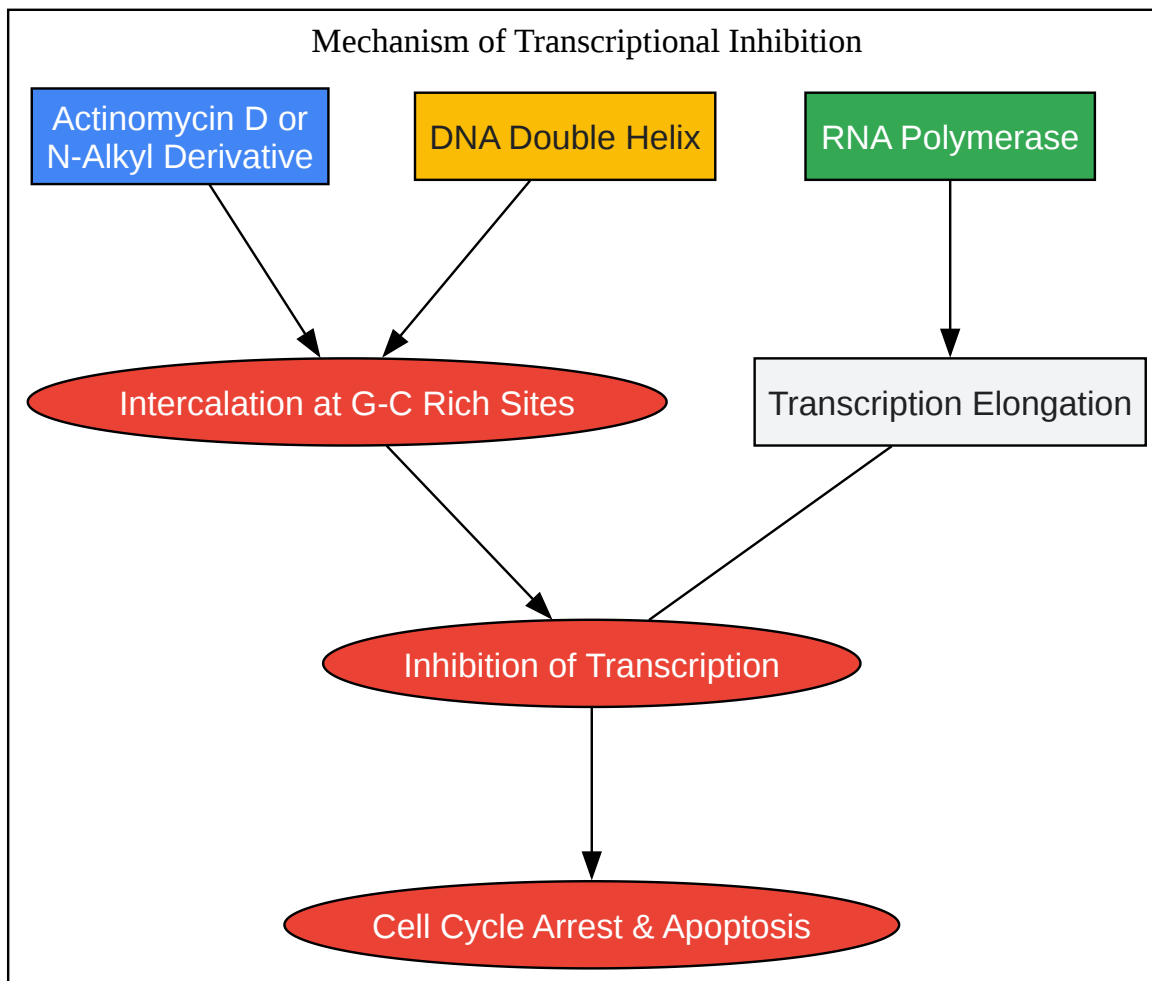 Mechanism of Transcriptional Inhibition
Actinomycin D or
N-Alkyl Derivative
DNA Double Helix
RNA Polymerase
Intercalation at G-C Rich Sites
Transcription Elongation
Inhibition of Transcription
Cell Cycle Arrest & Apoptosis